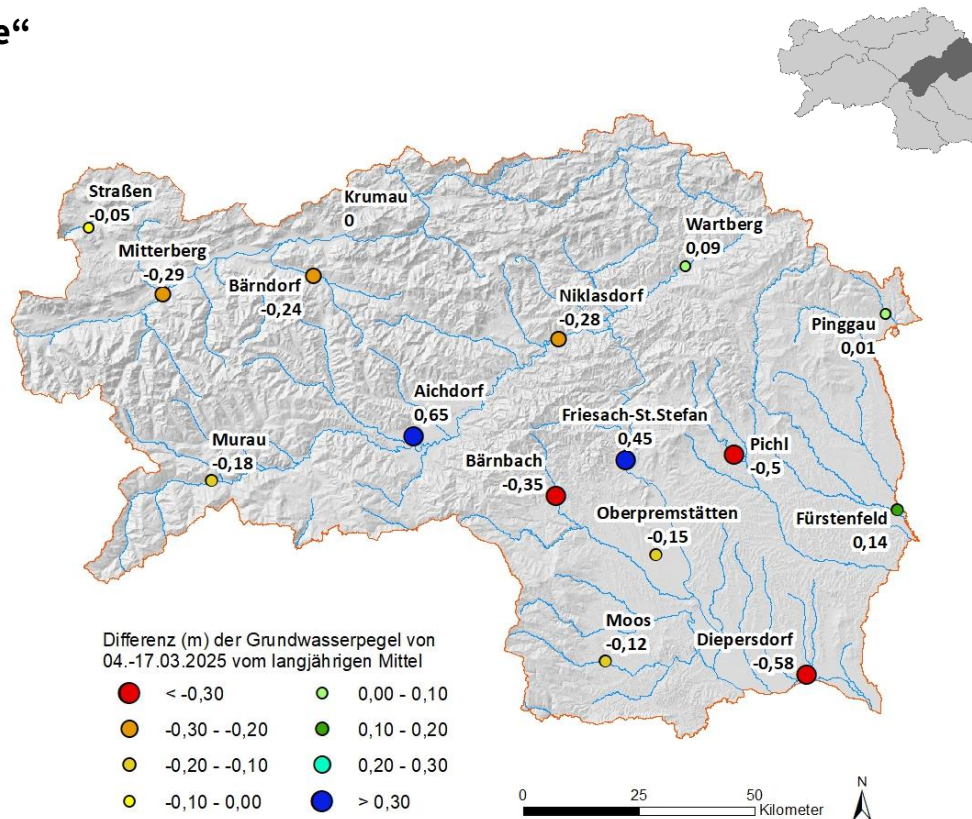 e“
Straßen
-0,05
Krumau
0
Wartberg
0,09
Mitterberg
-0,29
Bärndorf
-0,24
Niklasdorf
-0,28
Pinggau
0,01
Aichdorf
0,65
Friesach-St.Stefan
0,45
Murau
-0,18
Bärnbach
-0,35
Pichl
-0,5
Oberpremstätten
-0,15
Fürstenfeld
0,14
Moos
-0,12
Diepersdorf
-0,58
Differenz (m) der Grundwasserpegel von
04.-17.03.2025 vom langjährigen Mittel
< -0,30
0,00 - 0,10
-0,30 - -0,20
0,10 - 0,20
-0,20 - -0,10
0,20 - 0,30
-0,10 - 0,00
> 0,30
0 25 50
Kilometer
N